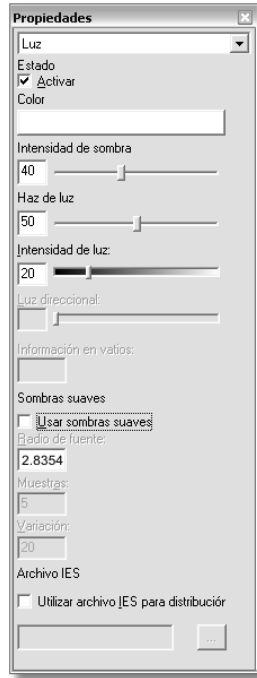 Propiedades
Luz
Estado
Activar
Color
Intensidad de sombra
40
Haz de luz
50
Intensidad de luz:
20
Luz direccional:
Información en vatios:
Sombras suaves
Usar sombras suaves
Radio de fuente:
2.8354
Muestras:
5
Variación:
20
Archivo IES
Utilizar archivo IES para distribuciór
...